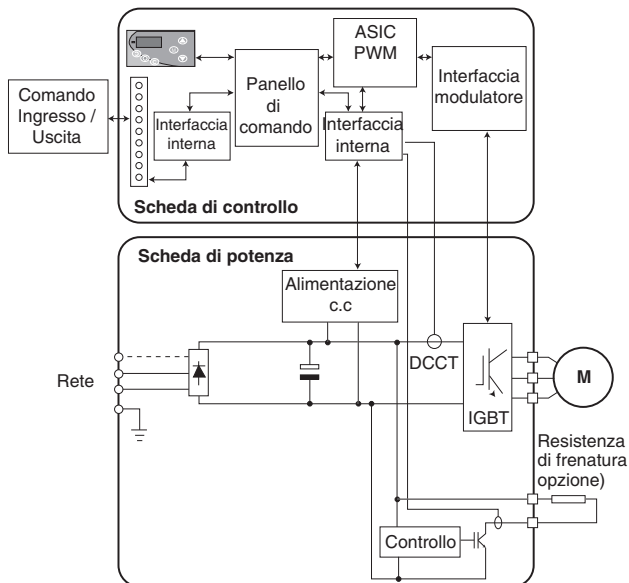 ASIC
PWM
Interfaccia
modulatore
Panello
di
comando
Comando
Ingresso /
Uscita
Interfaccia
interna
Interfaccia
interna
Scheda di controllo
Scheda di potenza
Alimentazione
c.c
DCCT
Rete
IGBT
M
Resistenza
di frenatura
opzione)
Controllo